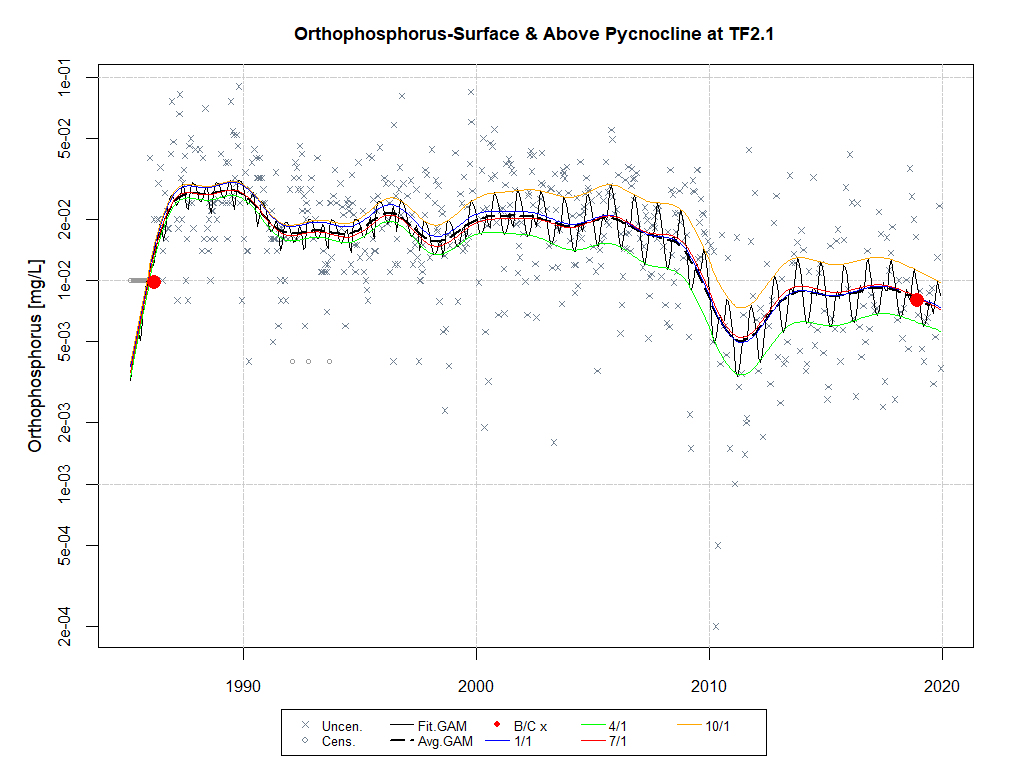 Orthophosphorus-Surface & Above Pycnocline at TF2.1
Orthophosphorus [mg/L]
1e-01
5e-02
2e-02
1e-02
5e-03
2e-03
1e-03
5e-04
2e-04
1990 2000 2010 2020
Uncen. Fit.GAM B/C x 4/1 10/1
Cens. Avg.GAM 1/1 7/1